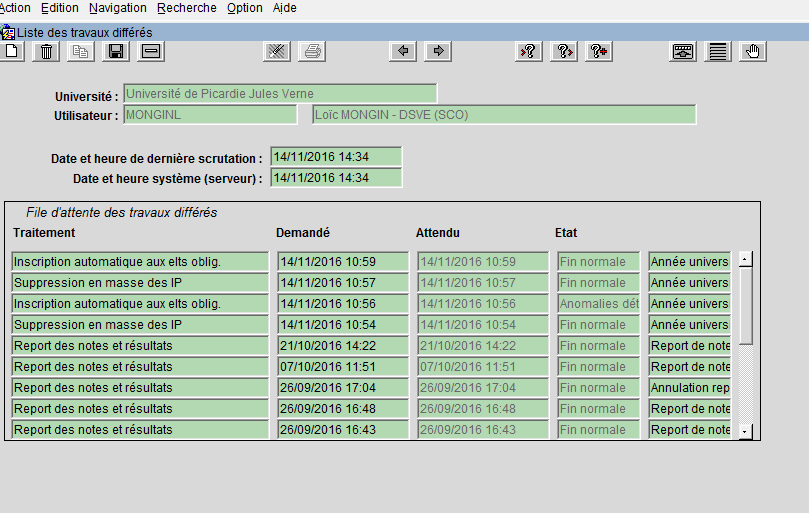 Action Edition Navigation Recherche Option Aide
Liste des travaux différés
Université : Université de Picardie Jules Verne
Utilisateur : MONGINL Loïc MONGIN - DSVE (SCO)
Date et heure de dernière scrutation : 14/11/2016 14:34
Date et heure système (serveur) : 14/11/2016 14:34
File d'attente des travaux différés
Traitement Demandé Attendu Etat
Inscription automatique aux elts oblig. 14/11/2016 10:59 14/11/2016 10:59 Fin normale Année univers
Suppression en masse des IP 14/11/2016 10:57 14/11/2016 10:57 Fin normale Année univers
Inscription automatique aux elts oblig. 14/11/2016 10:56 14/11/2016 10:56 Anomalies dét Année univers
Suppression en masse des IP 14/11/2016 10:54 14/11/2016 10:54 Fin normale Année univers
Report des notes et résultats 21/10/2016 14:22 21/10/2016 14:22 Fin normale Report de note
Report des notes et résultats 07/10/2016 11:51 07/10/2016 11:51 Fin normale Report de note
Report des notes et résultats 26/09/2016 17:04 26/09/2016 17:04 Fin normale Annulation rep
Report des notes et résultats 26/09/2016 16:48 26/09/2016 16:48 Fin normale Report de note
Report des notes et résultats 26/09/2016 16:43 26/09/2016 16:43 Fin normale Report de note